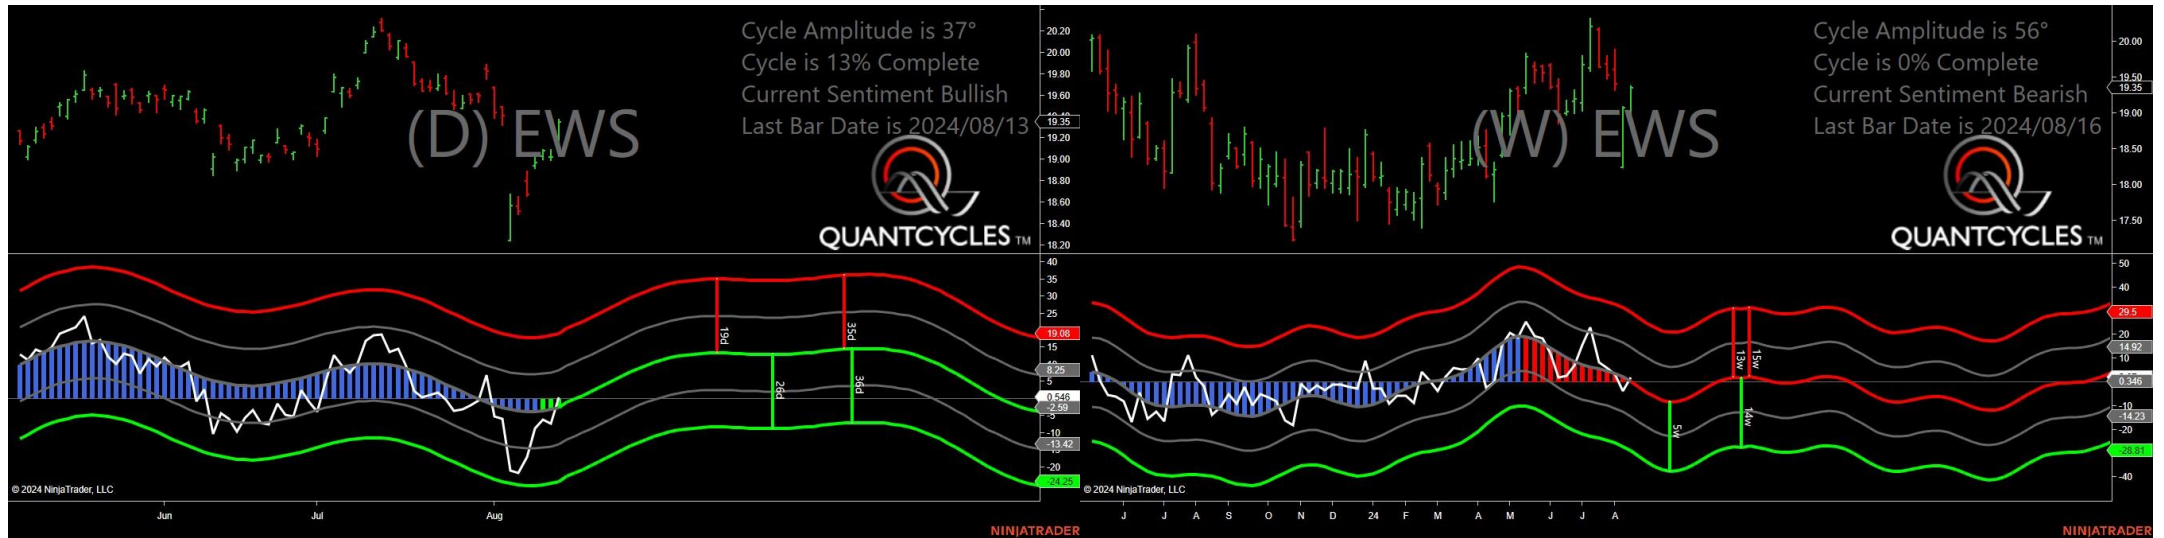 Cycle Amplitude is 37°
Cycle is 13% Complete
Current Sentiment Bullish
Last Bar Date is 2024/08/13
(D) EWS
QUANTCYCLES TM
20.20
20.00
19.80
19.60
19.35
19.20
19.00
18.80
18.60
18.40
18.20
40
35
30
25
19.08
15
8.25
5
0.546
-2.59
-10
-13.42
-20
-24.25
19d
26d
35d
36d
© 2024 NinjaTrader, LLC
Jun
Jul
Aug
NINJATRADER
Cycle Amplitude is 56°
Cycle is 0% Complete
Current Sentiment Bearish
Last Bar Date is 2024/08/16
(W) EWS
QUANTCYCLES TM
20.00
19.50
19.35
19.00
18.50
18.00
17.50
50
40
29.5
20
14.92
10
0.346
-10
-14.23
-20
-28.81
-40
5w
13w
14w
15w
© 2024 NinjaTrader, LLC
J
J
A
S
O
N
D
24
F
M
A
M
J
J
A
NINJATRADER